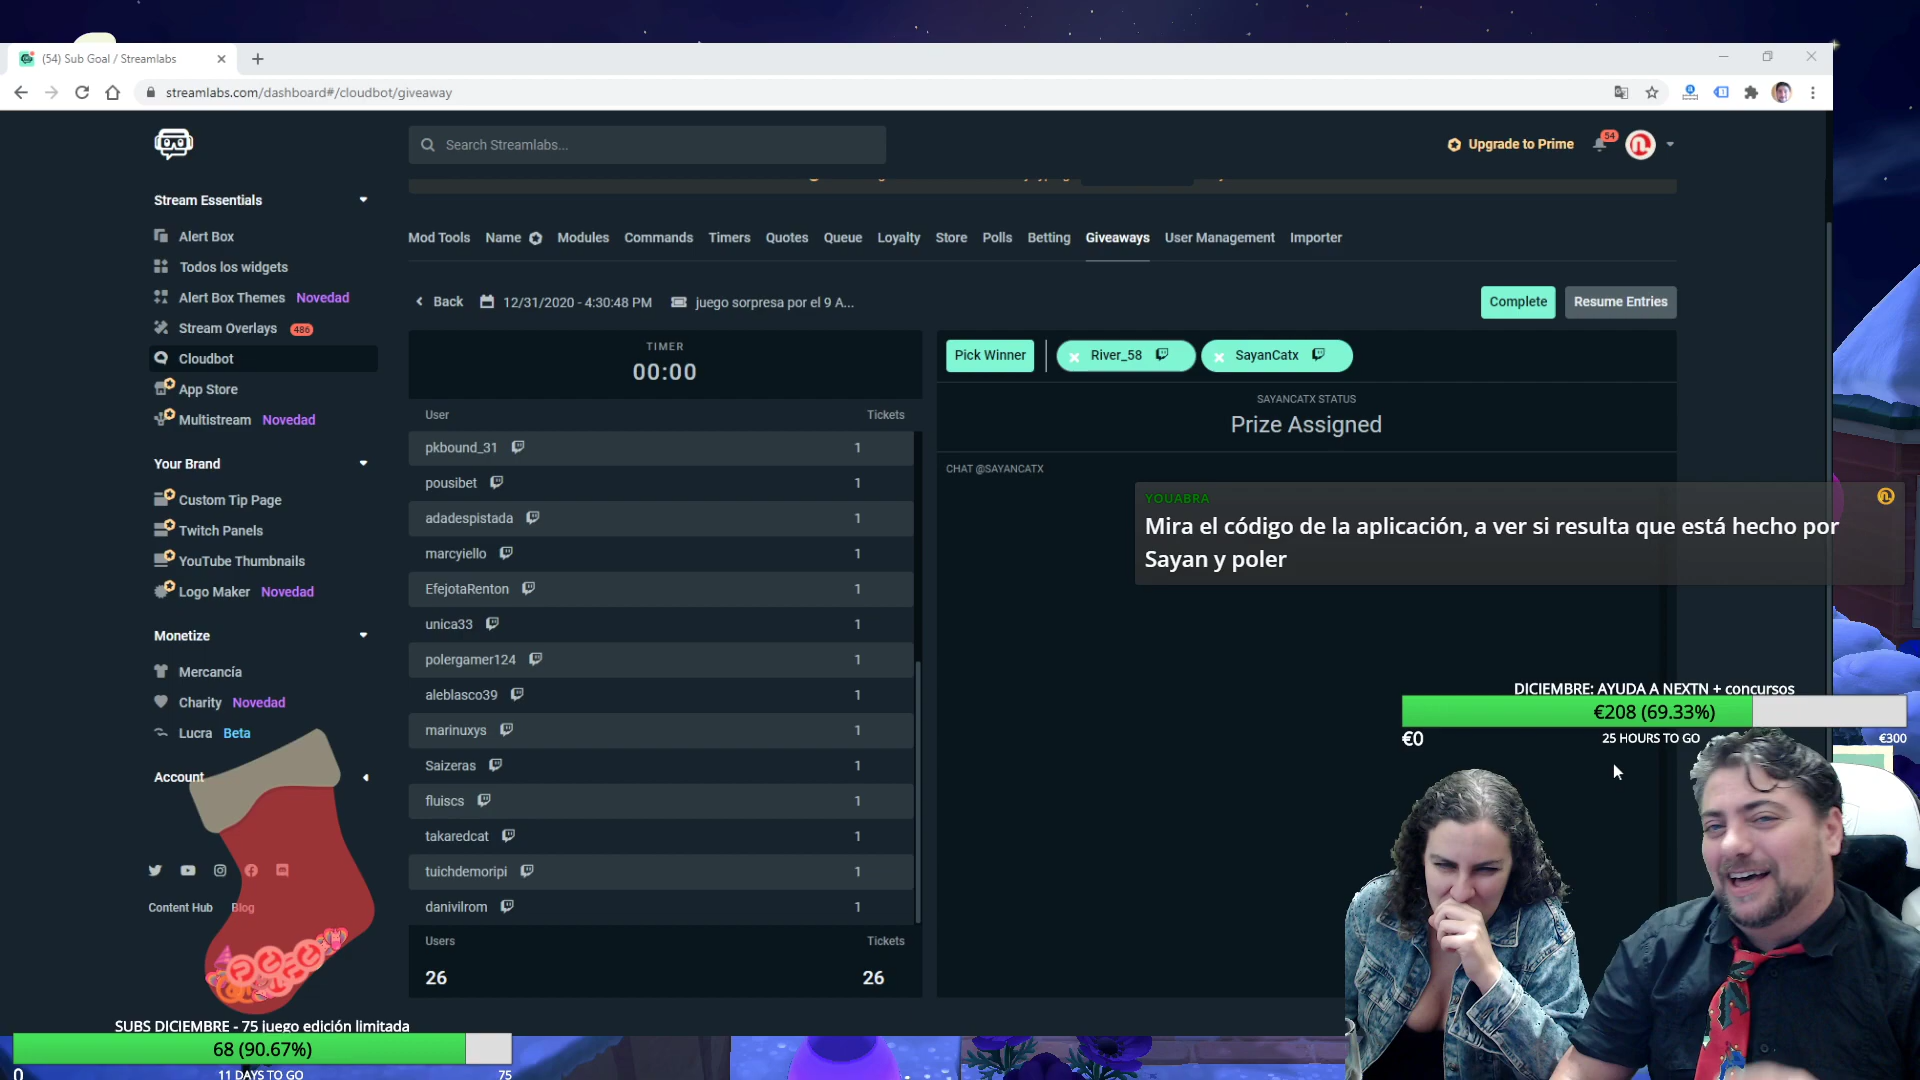 (54) Sub Goal / Streamlabs
streamlabs.com/dashboard#/cloudbot/giveaway
Search Streamlabs...
Upgrade to Prime
54
Stream Essentials
Alert Box
Todos los widgets
Alert Box Themes Novedad
Stream Overlays 486
Cloudbot
App Store
Multistream Novedad
Your Brand
Custom Tip Page
Twitch Panels
YouTube Thumbnails
Logo Maker Novedad
Monetize
Mercancía
Charity Novedad
Lucra Beta
Account
Content Hub Blog
Mod Tools Name Modules Commands Timers Quotes Queue Loyalty Store Polls Betting Giveaways User Management Importer
Back 12/31/2020 - 4:30:48 PM juego sorpresa por el 9 A...
Complete Resume Entries
TIMER
00:00
User Tickets
pkbound_31 1
pousibet 1
adadespistada 1
marcyiello 1
EfejotaRenton 1
unica33 1
polergamer124 1
aleblasco39 1
marinuxys 1
Saizeras 1
fluiscs 1
takaredcat 1
tuichdemoripi 1
danivilrom 1
Users Tickets
26 26
Pick Winner River_58 SayanCatx
SAYANCATX STATUS
Prize Assigned
CHAT @SAYANCATX
YOUABRA
Mira el código de la aplicación, a ver si resulta que está hecho por
Sayan y poler
DICIEMBRE: AYUDA A NEXTN + concursos
€208 (69.33%)
€0 25 HOURS TO GO €300
SUBS DICIEMBRE - 75 juego edición limitada
68 (90.67%)
0 11 DAYS TO GO 75